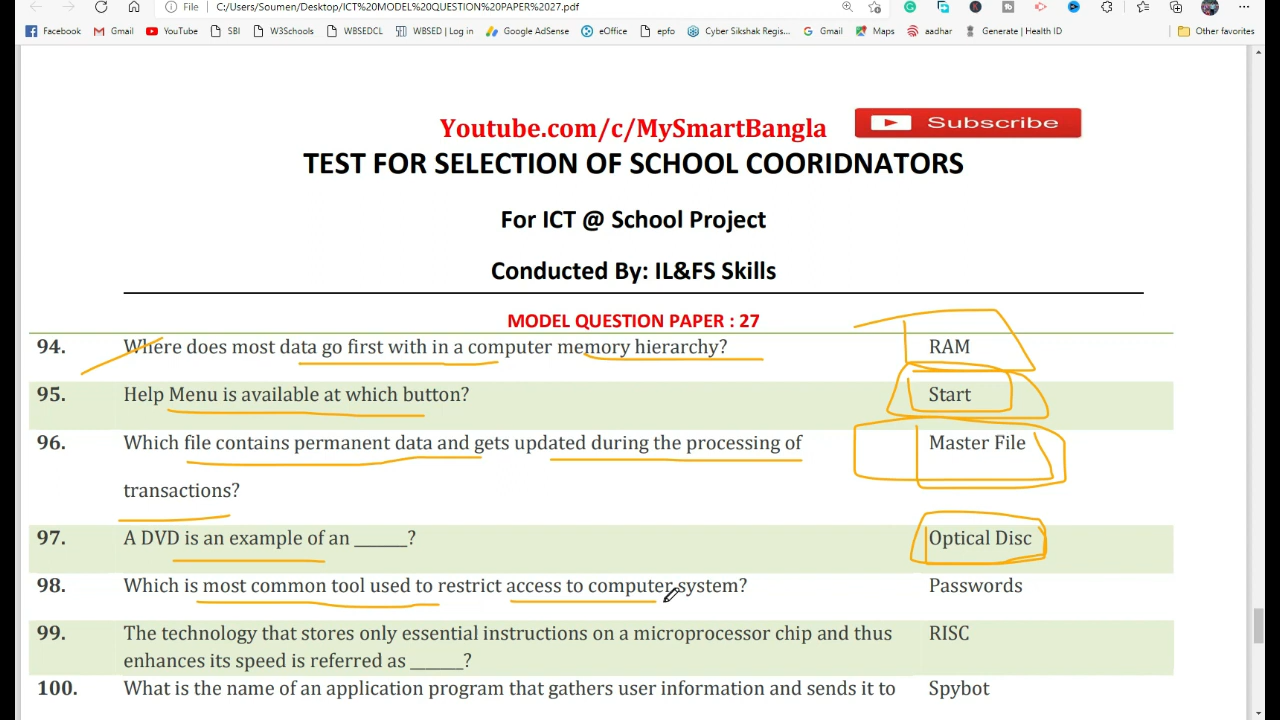 File C:/Users/Soumen/Desktop/ICT%20MODEL%20QUESTION%20PAPER%2027.pdf
Facebook Gmail YouTube SBI W3Schools WBSEDCL WBSED | Log in Google AdSense eOffice epfo Cyber Sikshak Regis... Gmail Maps aadhar Generate | Health ID Other favorites
Youtube.com/c/MySmartBangla Subscribe
TEST FOR SELECTION OF SCHOOL COORIDNATORS
For ICT @ School Project
Conducted By: IL&FS Skills
MODEL QUESTION PAPER : 27
94. Where does most data go first with in a computer memory hierarchy? RAM
95. Help Menu is available at which button? Start
96. Which file contains permanent data and gets updated during the processing of Master File
transactions?
97. A DVD is an example of an ______? Optical Disc
98. Which is most common tool used to restrict access to computer system? Passwords
99. The technology that stores only essential instructions on a microprocessor chip and thus RISC
enhances its speed is referred as ______?
100. What is the name of an application program that gathers user information and sends it to Spybot